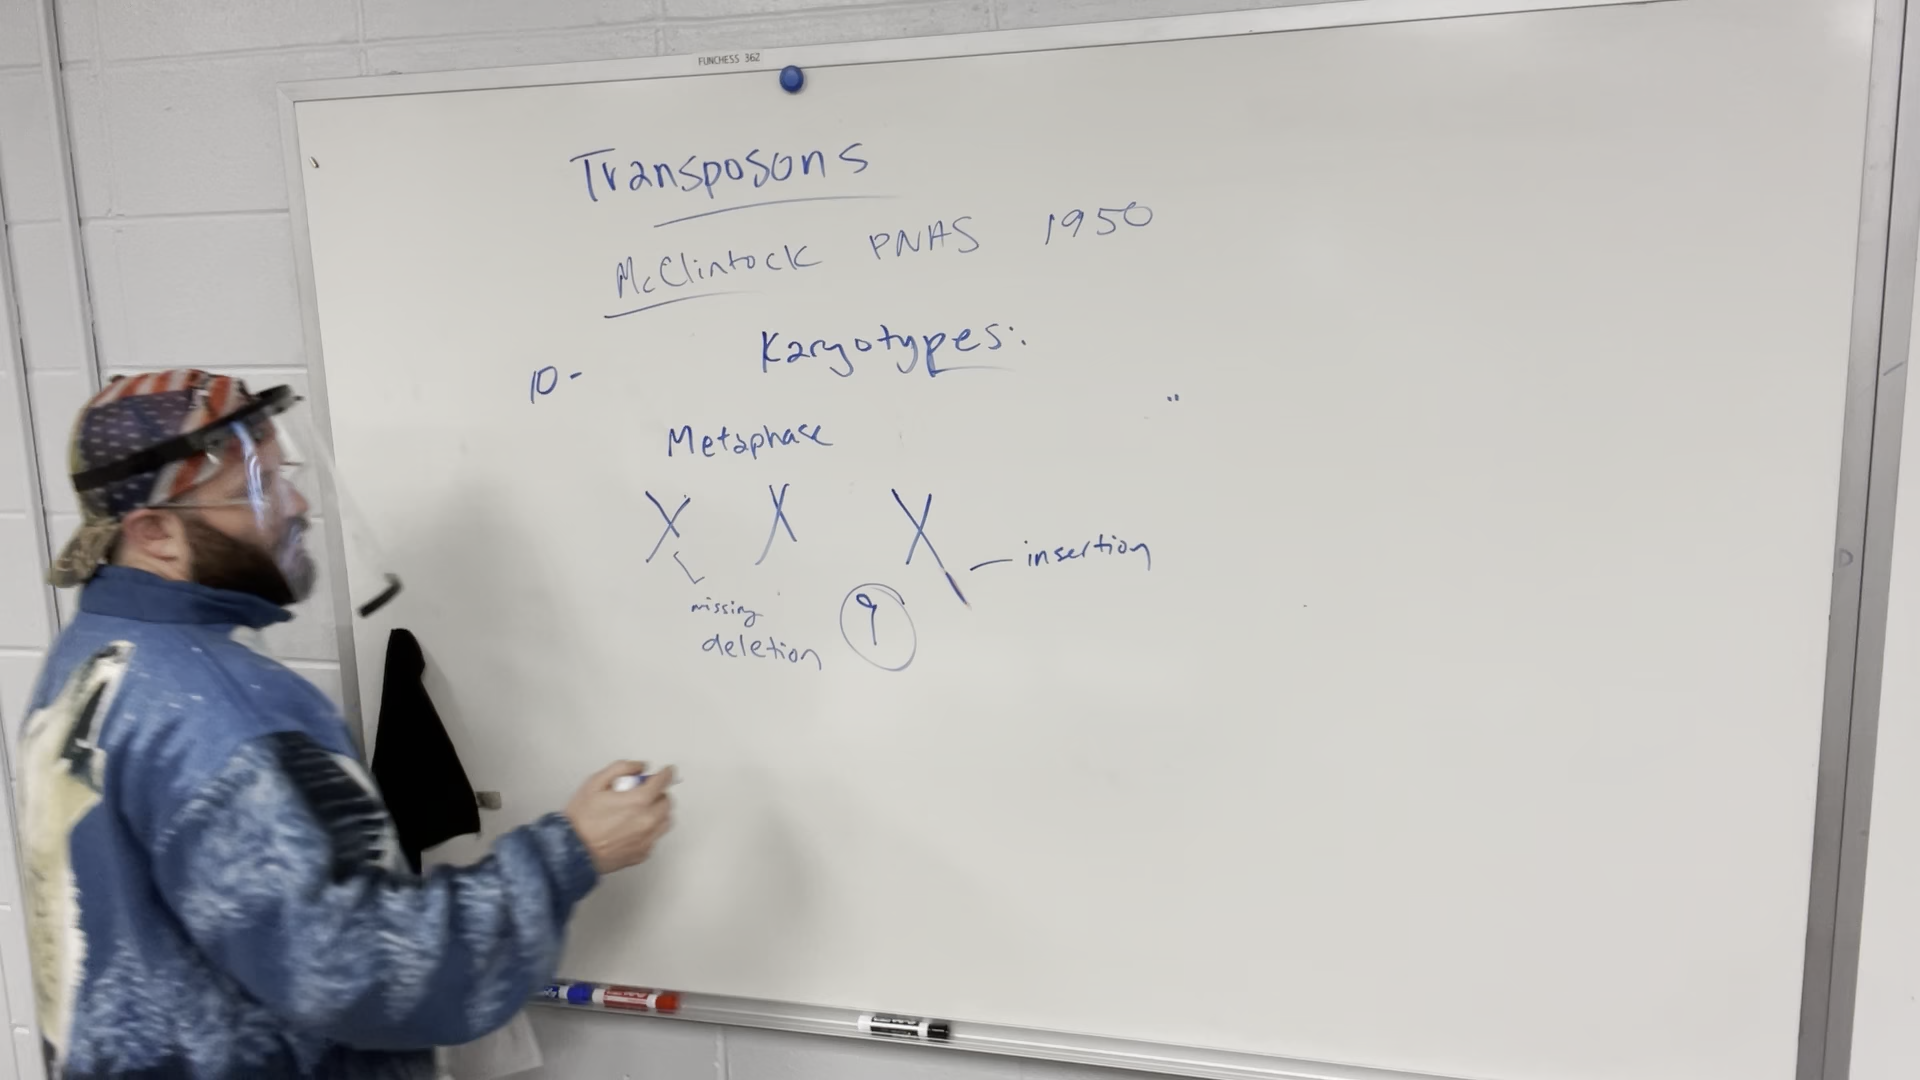 FUNCHESS 362
Transposons
McClintock PNAS 1950
Karyotypes:
10-
Metaphase
insertion
missing
deletion
9